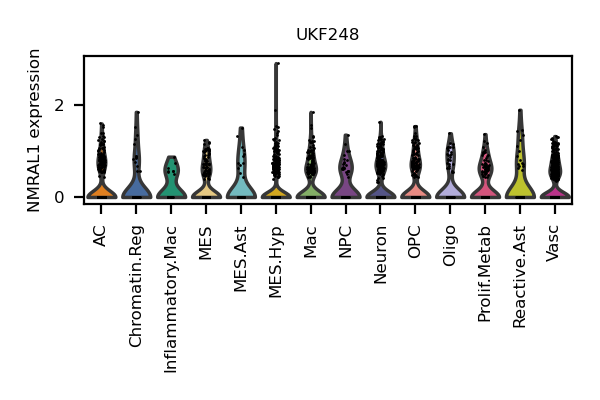 UKF248
NMRAL1 expression
2
0
AC
Chromatin.Reg
Inflammatory.Mac
MES
MES.Ast
MES.Hyp
Mac
NPC
Neuron
OPC
Oligo
Prolif.Metab
Reactive.Ast
Vasc